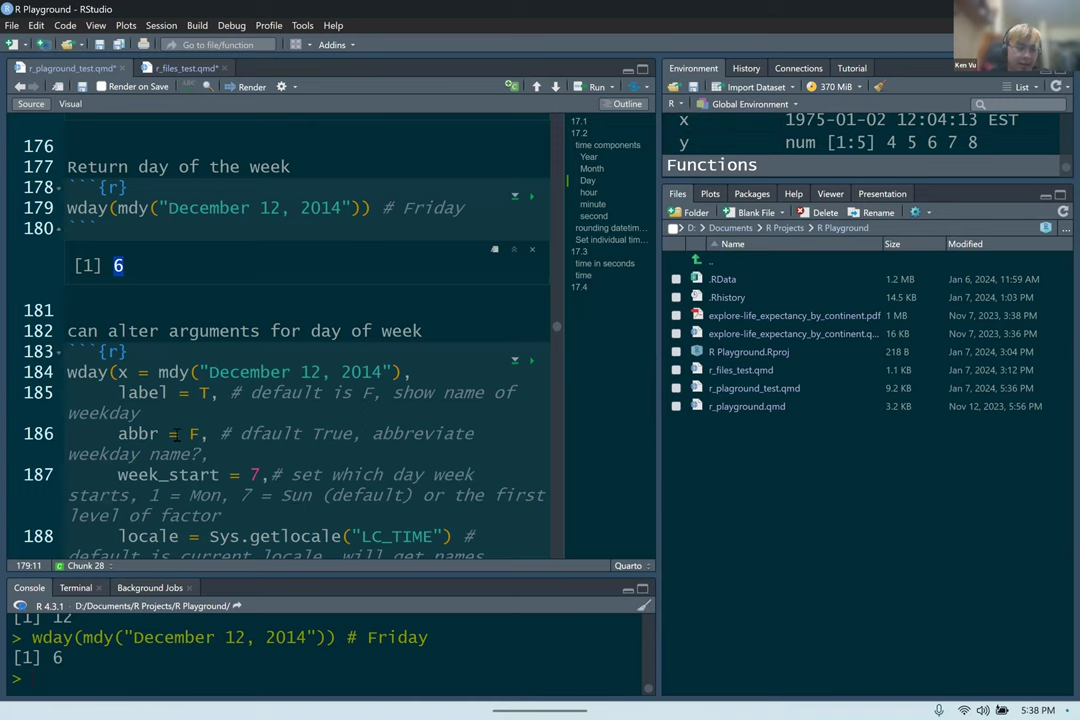 R Playground - RStudio
File Edit Code View Plots Session Build Debug Profile Tools Help
Go to file/function Addins
Ken Vu
r_plaground_test.qmd* r_files_test.qmd*
Render on Save Render Run
Source Visual Outline
176
177 Return day of the week
178 ```{r}
179 wday(mdy("December 12, 2014")) # Friday
180 ```
[1] 6
181
182 can alter arguments for day of week
183 ```{r}
184 wday(x = mdy("December 12, 2014"),
185 label = T, # default is F, show name of
weekday
186 abbr = F, # dfault True, abbreviate
weekday name?,
187 week_start = 7,# set which day week
starts, 1 = Mon, 7 = Sun (default) or the first
level of factor
188 locale = Sys.getlocale("LC_TIME") #
default is current locale, will get names
17.1
17.2
time components
Year
Month
Day
hour
minute
second
rounding datetim...
Set individual tim...
17.3
time in seconds
time
17.4
179:11 Chunk 28 Quarto
Console Terminal Background Jobs
R 4.3.1 · D:/Documents/R Projects/R Playground/
[1] 12
> wday(mdy("December 12, 2014")) # Friday
[1] 6
>
Environment History Connections Tutorial
Import Dataset 370 MiB List
R Global Environment
x 1975-01-02 12:04:13 EST
y num [1:5] 4 5 6 7 8
Functions
Files Plots Packages Help Viewer Presentation
Folder Blank File Delete Rename
D: Documents R Projects R Playground
Name Size Modified
..
.RData 1.2 MB Jan 6, 2024, 11:59 AM
.Rhistory 14.5 KB Jan 7, 2024, 1:03 PM
explore-life_expectancy_by_continent.pdf 1 MB Nov 7, 2023, 3:38 PM
explore-life_expectancy_by_continent.q... 16 KB Nov 7, 2023, 3:36 PM
R Playground.Rproj 218 B Jan 7, 2024, 3:04 PM
r_files_test.qmd 1.1 KB Jan 7, 2024, 3:12 PM
r_plaground_test.qmd 9.2 KB Jan 7, 2024, 5:36 PM
r_playground.qmd 3.2 KB Nov 12, 2023, 5:56 PM
5:38 PM